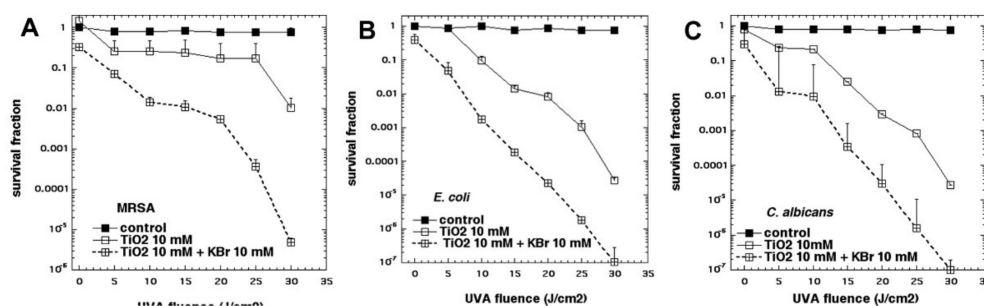 A
survival fraction
1
0.1
0.01
0.001
0.0001
10-5
10-6
MRSA
control
TiO2 10 mM
TiO2 10 mM + KBr 10 mM
0 5 10 15 20 25 30 35
UVA fluence (J/cm2)
B
survival fraction
1
0.1
0.01
0.001
0.0001
10-5
10-6
10-7
E. coli
control
TiO2 10 mM
TiO2 10 mM + KBr 10 mM
0 5 10 15 20 25 30 35
UVA fluence (J/cm2)
C
survival fraction
1
0.1
0.01
0.001
0.0001
10-5
10-6
10-7
C. albicans
control
TiO2 10mM
TiO2 10 mM + KBr 10 mM
0 5 10 15 20 25 30 35
UVA fluence (J/cm2)